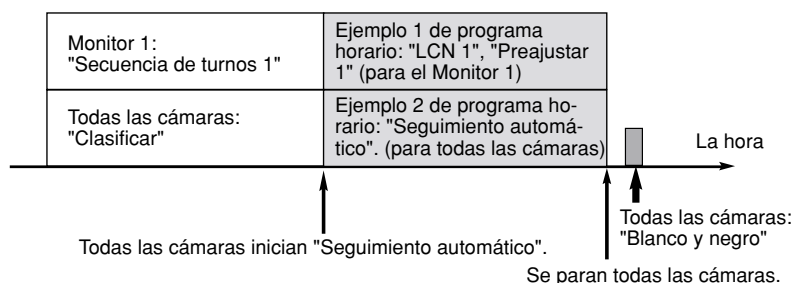 Monitor 1:
"Secuencia de turnos 1"
Ejemplo 1 de programa
horario: "LCN 1", "Preajustar
1" (para el Monitor 1)
Todas las cámaras:
"Clasificar"
Ejemplo 2 de programa ho-
rario: "Seguimiento automá-
tico". (para todas las cámaras)
La hora
Todas las cámaras inician "Seguimiento automático".
Todas las cámaras:
"Blanco y negro"
Se paran todas las cámaras.